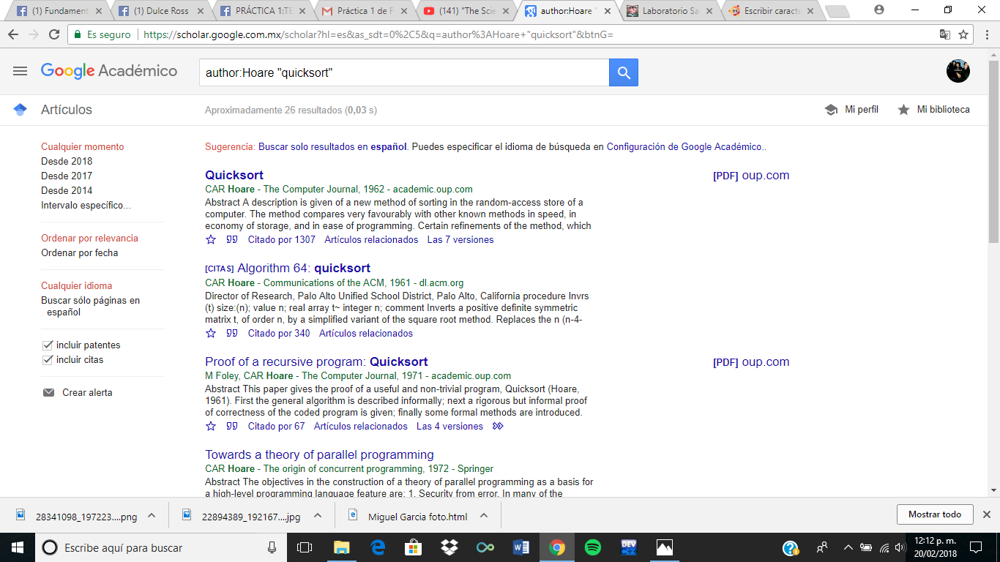 (1) Fundament
(1) Dulce Ross
PRÁCTICA 1:TE
Práctica 1 de F
(141) "The Scie
author:Hoare "
Laboratorio Sa
Escribir caracte
Es seguro
https://scholar.google.com.mx/scholar?hl=es&as_sdt=0%2C5&q=author%3AHoare+"quicksort"&btnG=
Google Académico
author:Hoare "quicksort"
Artículos
Aproximadamente 26 resultados (0,03 s)
Mi perfil
Mi biblioteca
Cualquier momento
Desde 2018
Desde 2017
Desde 2014
Intervalo específico...
Ordenar por relevancia
Ordenar por fecha
Cualquier idioma
Buscar sólo páginas en
español
incluir patentes
incluir citas
Crear alerta
Sugerencia: Buscar solo resultados en español. Puedes especificar el idioma de búsqueda en Configuración de Google Académico..
Quicksort
[PDF] oup.com
CAR Hoare - The Computer Journal, 1962 - academic.oup.com
Abstract A description is given of a new method of sorting in the random-access store of a
computer. The method compares very favourably with other known methods in speed, in
economy of storage, and in ease of programming. Certain refinements of the method, which
Citado por 1307 Artículos relacionados Las 7 versiones
[CITAS] Algorithm 64: quicksort
CAR Hoare - Communications of the ACM, 1961 - dl.acm.org
Director of Research, Palo Alto Unified School District, Palo Alto, California procedure Invrs
(t) size:(n); value n; real array t~ integer n; comment Inverts a positive definite symmetric
matrix t, of order n, by a simplified variant of the square root method. Replaces the n (n-4-
Citado por 340 Artículos relacionados
Proof of a recursive program: Quicksort
[PDF] oup.com
M Foley, CAR Hoare - The Computer Journal, 1971 - academic.oup.com
Abstract This paper gives the proof of a useful and non-trivial program, Quicksort (Hoare,
1961). First the general algorithm is described informally; next a rigorous but informal proof
of correctness of the coded program is given; finally some formal methods are introduced.
Citado por 67 Artículos relacionados Las 4 versiones
Towards a theory of parallel programming
CAR Hoare - The origin of concurrent programming, 1972 - Springer
Abstract The objectives in the construction of a theory of parallel programming as a basis for
a high-level programming language feature are: 1. Security from error. In many of the
28341098_197223....png
22894389_192167....jpg
Miguel Garcia foto.html
Mostrar todo
Escribe aquí para buscar
DEV
12:12 p. m.
20/02/2018